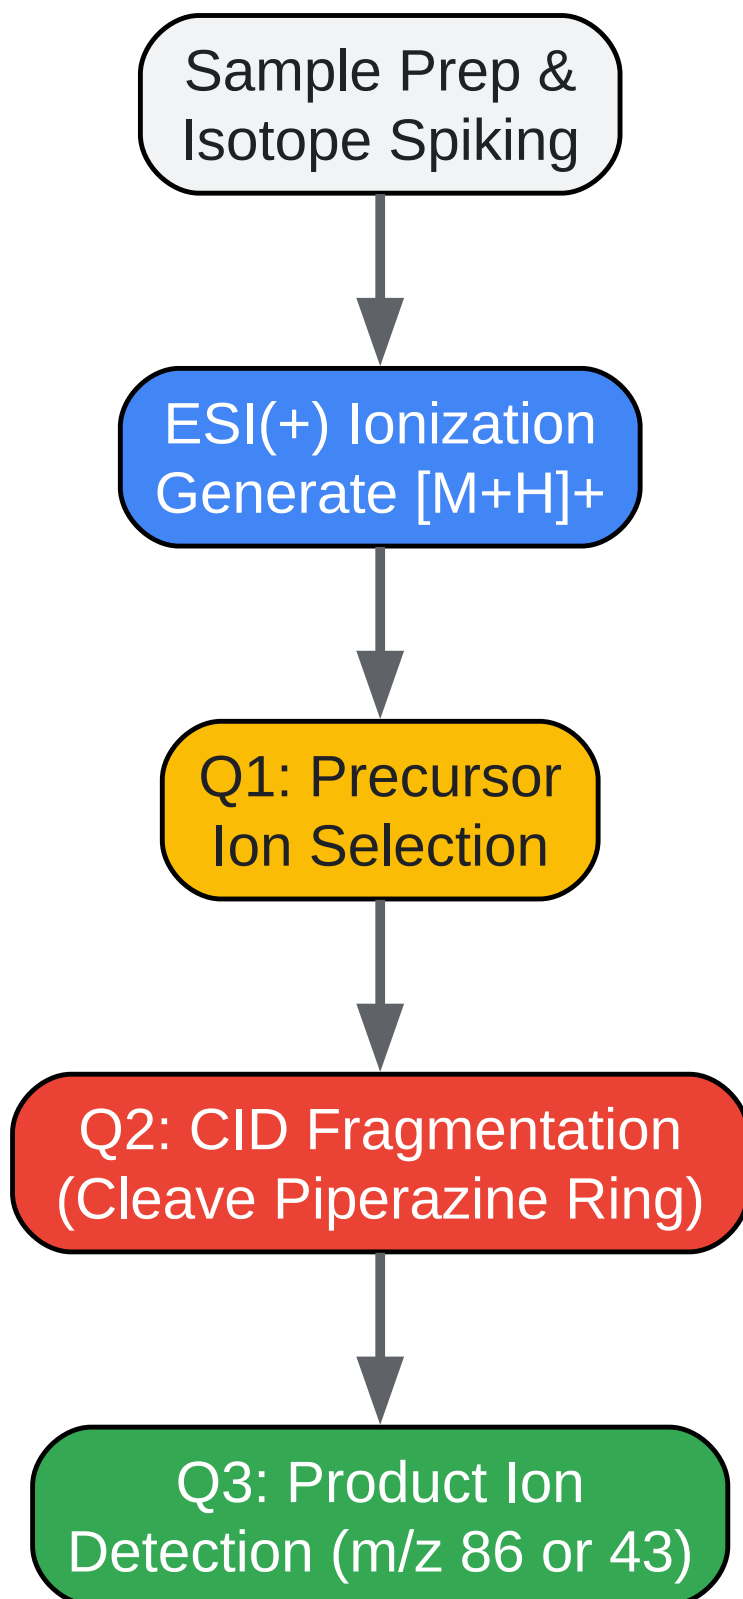 Sample Prep &
Isotope Spiking
ESI(+) Ionization
Generate [M+H]+
Q1: Precursor
Ion Selection
Q2: CID Fragmentation
(Cleave Piperazine Ring)
Q3: Product Ion
Detection (m/z 86 or 43)